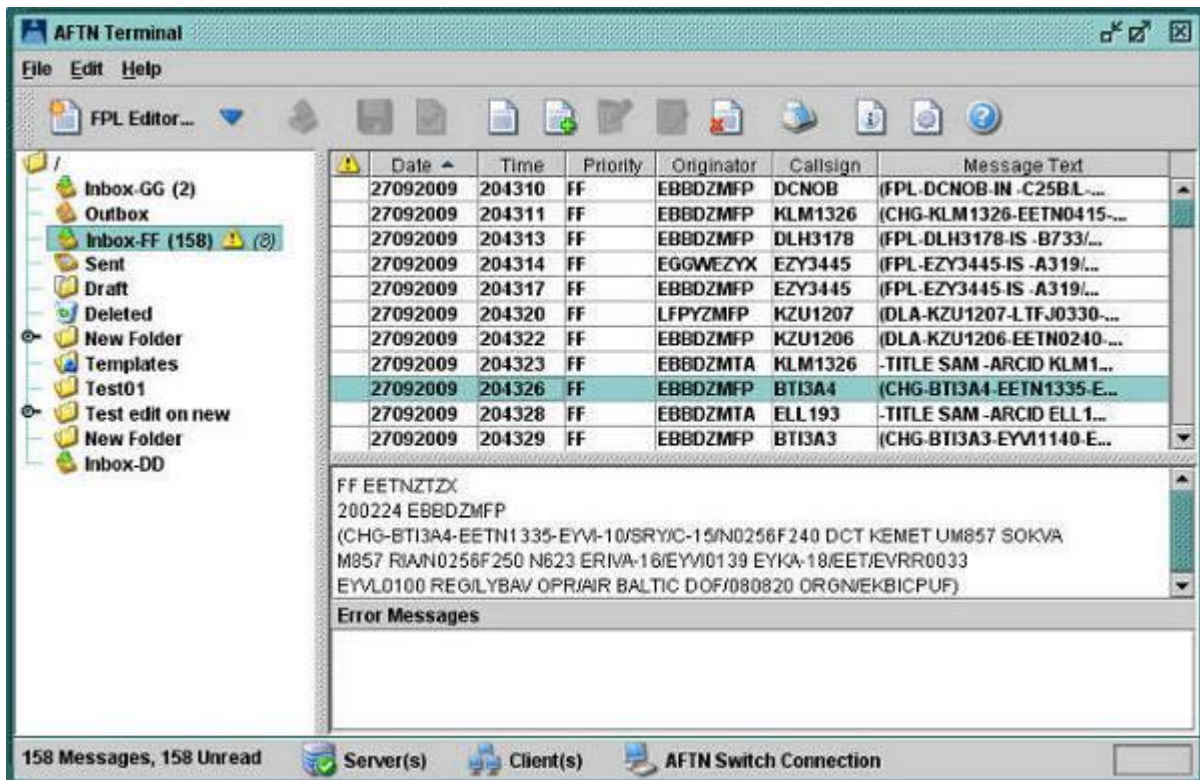 AFTN Terminal
File Edit Help
FPL Editor...
/
Inbox-GG (2)
Outbox
Inbox-FF (158) (8)
Sent
Draft
Deleted
New Folder
Templates
Test01
Test edit on new
New Folder
Inbox-DD
Date Time Priority Originator Callsign Message Text
27092009 204310 FF EBBDZMFP DCNOB (FPL-DCNOB-IN -C25B/L-...
27092009 204311 FF EBBDZMFP KLM1326 (CHG-KLM1326-EETN0415-...
27092009 204313 FF EBBDZMFP DLH3178 (FPL-DLH3178-IS -B733/...
27092009 204314 FF EGGWEZYX EZY3445 (FPL-EZY3445-IS -A319/...
27092009 204317 FF EBBDZMFP EZY3445 (FPL-EZY3445-IS -A319/...
27092009 204320 FF LFPYZMFP KZU1207 (DLA-KZU1207-LTFJ0330-...
27092009 204322 FF EBBDZMFP KZU1206 (DLA-KZU1206-EETN0240-...
27092009 204323 FF EBBDZMTA KLM1326 -TITLE SAM -ARCID KLM1...
27092009 204326 FF EBBDZMFP BTI3A4 (CHG-BTI3A4-EETN1335-E...
27092009 204328 FF EBBDZMTA ELL193 -TITLE SAM -ARCID ELL1...
27092009 204329 FF EBBDZMFP BTI3A3 (CHG-BTI3A3-EYVI1140-E...
FF EETNZTZX
200224 EBBDZMFP
(CHG-BTI3A4-EETN1335-EYVI-10/SRY/C-15/N0256F240 DCT KEMET UM857 SOKVA
M857 RIA/N0256F250 N623 ERIVA-16/EYVI0139 EYKA-18/EET/EVRR0033
EYVL0100 REG/LYBAV OPR/AIR BALTIC DOF/080820 ORGN/EKBICPUF)
Error Messages
158 Messages, 158 Unread Server(s) Client(s) AFTN Switch Connection